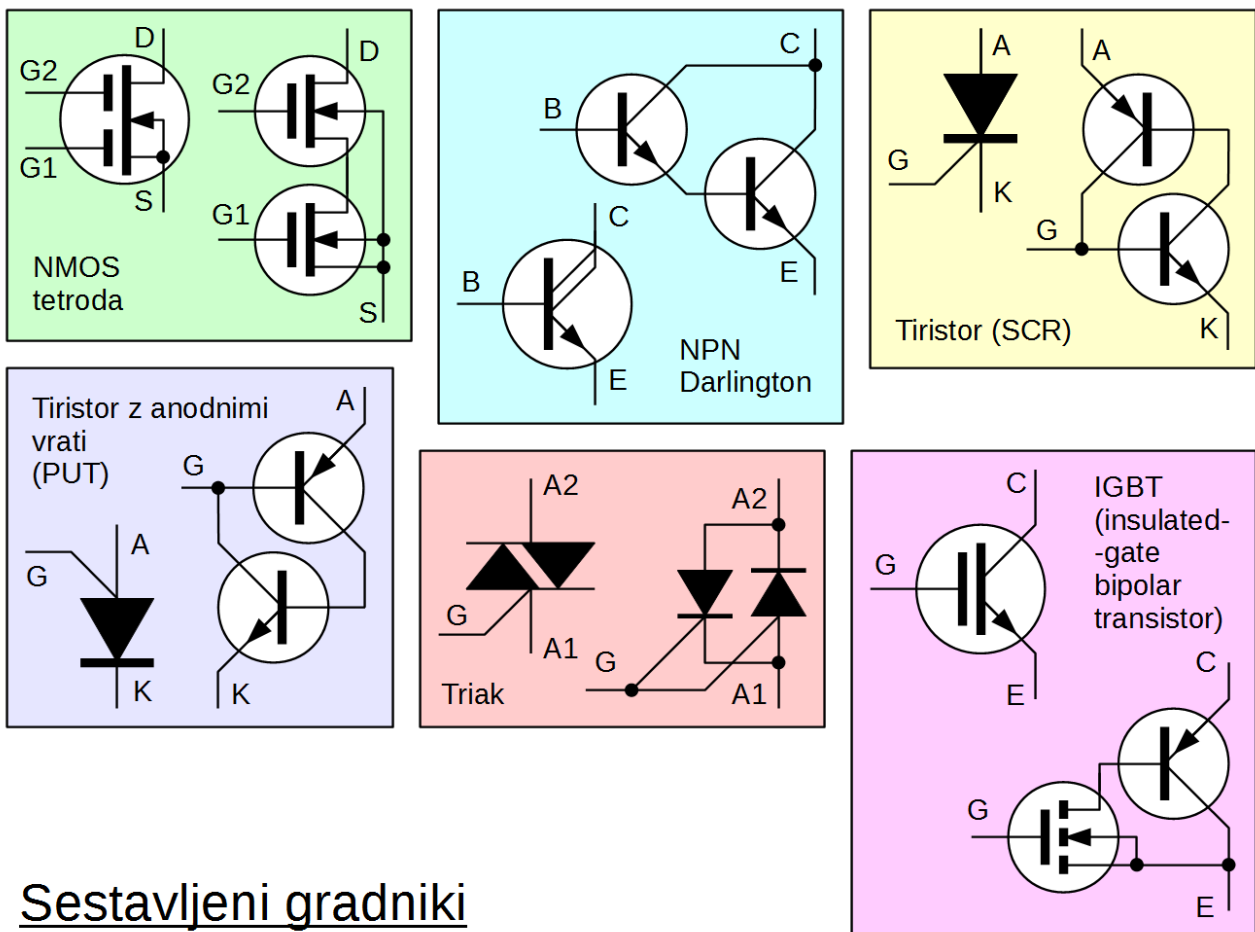 D
G2
G1
S
D
G2
G1
S
NMOS
tetroda
C
B
E
C
B
E
NPN
Darlington
A
G
K
A
G
K
Tiristor (SCR)
Tiristor z anodnimi
vrati
(PUT)
A
G
K
A
G
K
A2
G
A1
A2
G
A1
Triak
C
G
E
IGBT
(insulated-
-gate
bipolar
transistor)
C
G
E
Sestavljeni gradniki